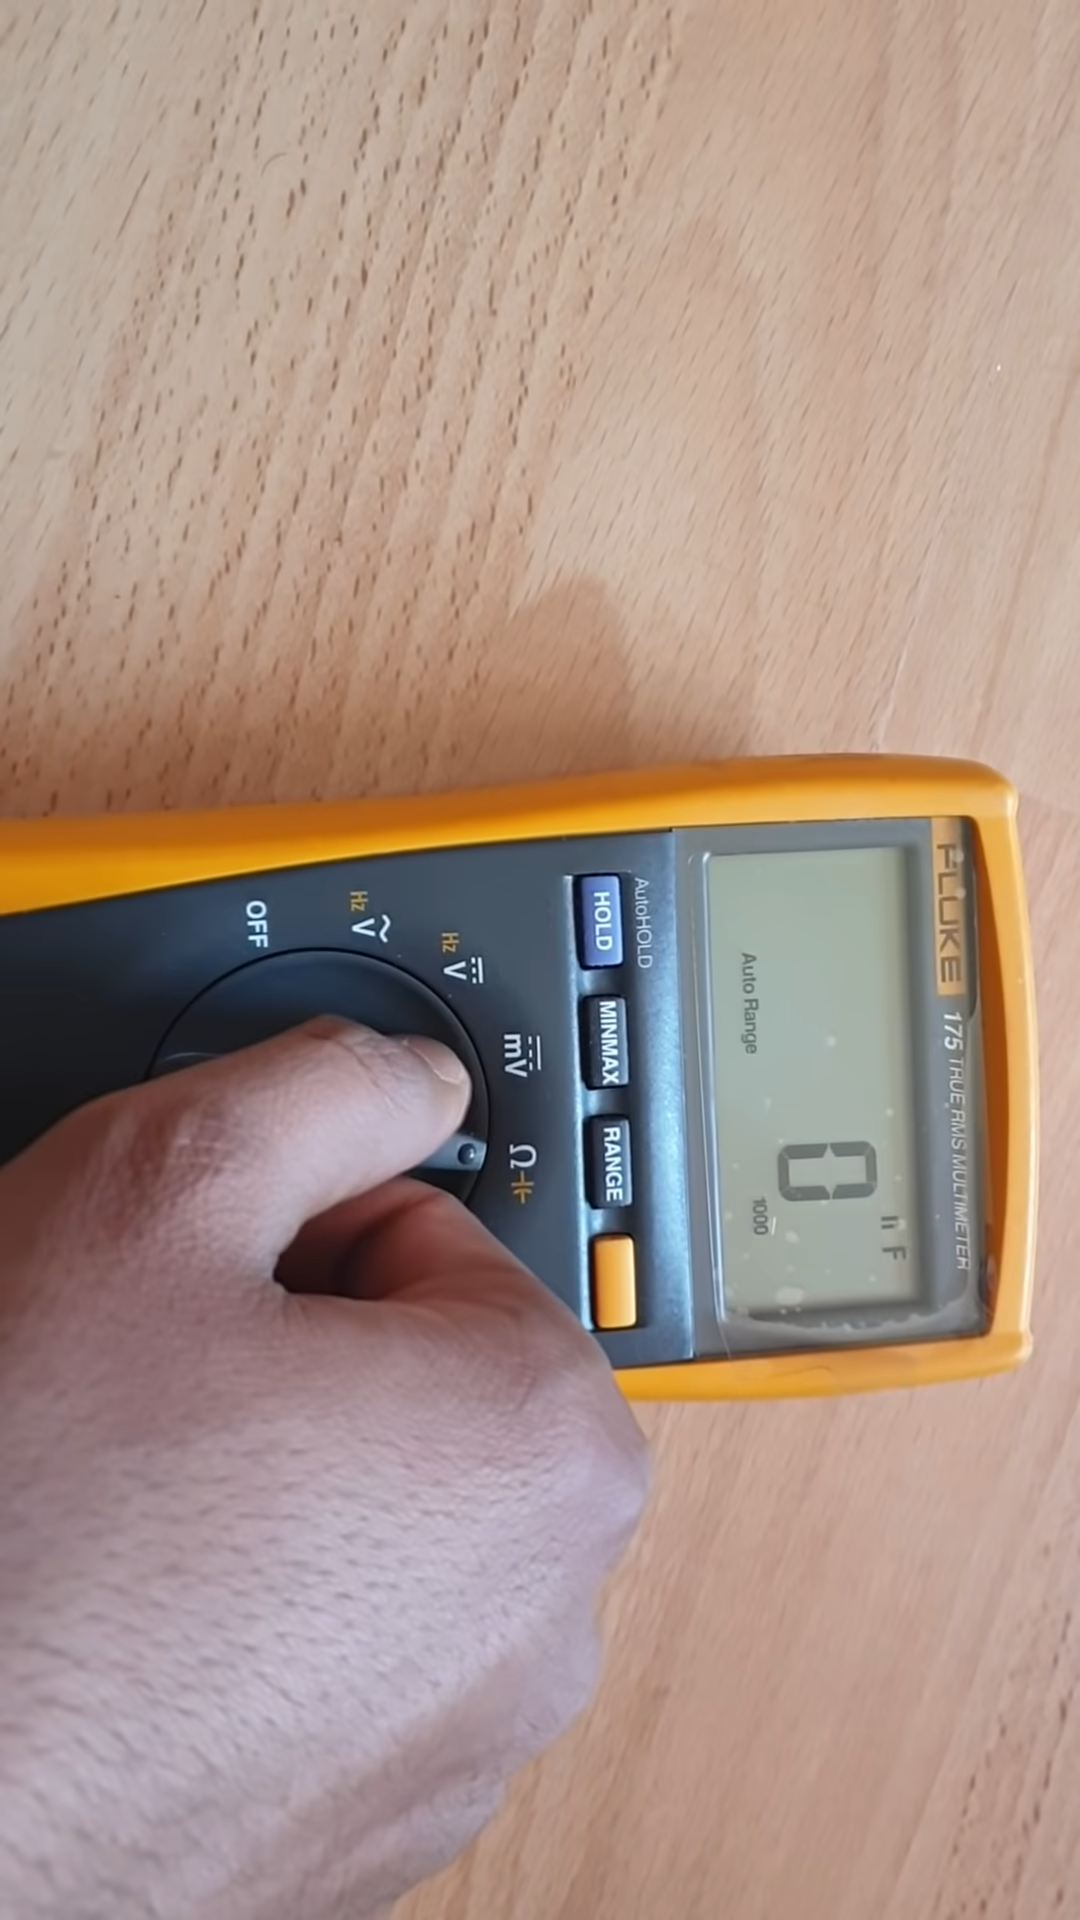 FLUKE 175 TRUE RMS MULTIMETER
nF
0
1000
Auto Range
AutoHOLD
HOLD
MINMAX
RANGE
mV
Ω
Hz
V
Hz
V
OFF